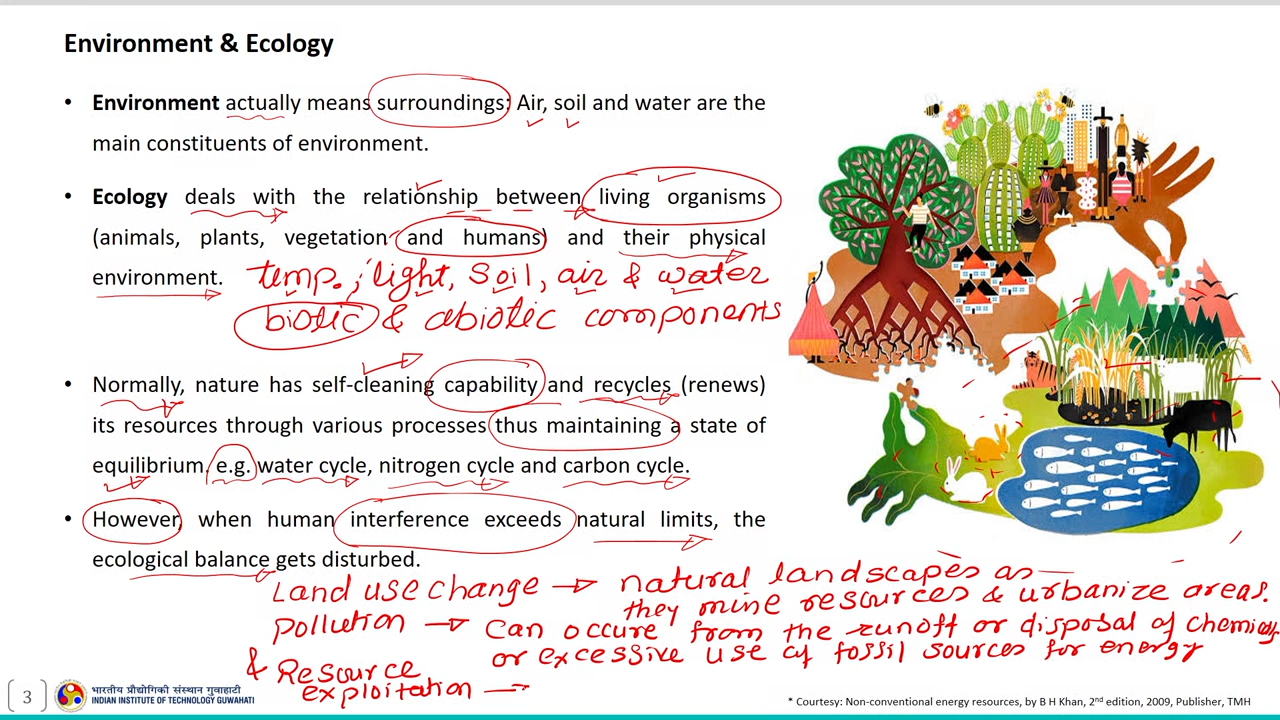 Environment & Ecology
• Environment actually means surroundings: Air, soil and water are the
main constituents of environment.
• Ecology deals with the relationship between living organisms
(animals, plants, vegetation and humans) and their physical
environment.
temp., light, soil, air & water
biotic & abiotic components
• Normally, nature has self-cleaning capability and recycles (renews)
its resources through various processes thus maintaining a state of
equilibrium, e.g. water cycle, nitrogen cycle and carbon cycle.
• However, when human interference exceeds natural limits, the
ecological balance gets disturbed.
Land use change → natural landscapes as
they mine resources & urbanize areas.
pollution → can occure from the runoff or disposal of
or excessive use of fossil sources for energy
& Resource
exploitation →
3
भारतीय प्रौद्योगिकी संस्थान गुवाहाटी
INDIAN INSTITUTE OF TECHNOLOGY GUWAHATI
* Courtesy: Non-conventional energy resources, by B H Khan, 2nd edition, 2009, Publisher, TMH